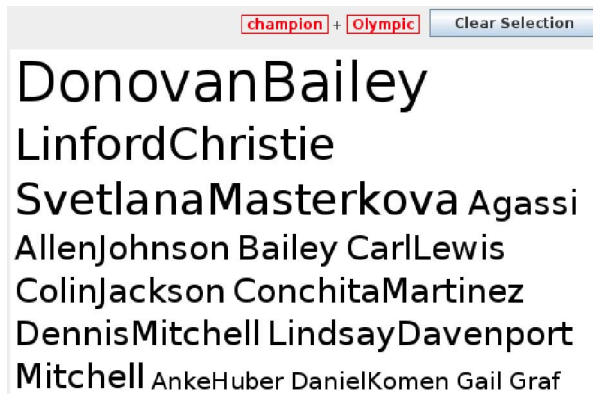 champion + Olympic Clear Selection
DonovanBailey
LinfordChristie
SvetlanaMasterkova Agassi
AllenJohnson Bailey CarlLewis
ColinJackson ConchitaMartinez
DennisMitchell LindsayDavenport
Mitchell AnkeHuber DanielKomen Gail Graf